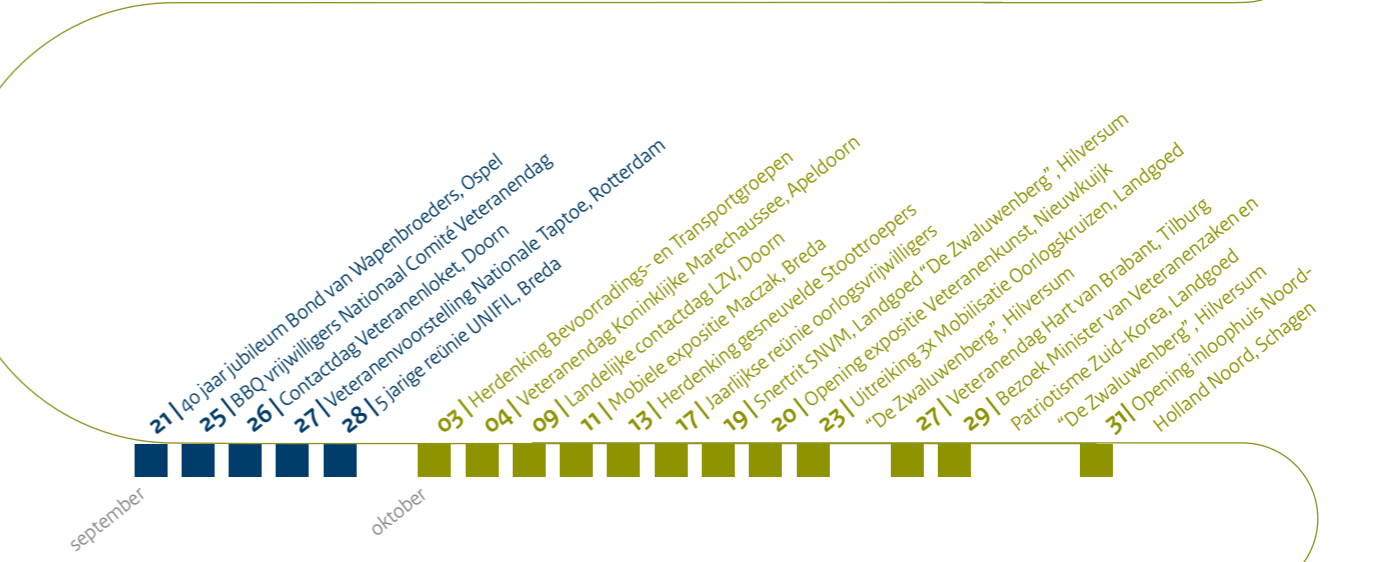 21 | 40 jaar jubileum Bond van Wapenbroeders, Ospel
25 | BBQ vrijwilligers Nationaal Comité Veteranendag
26 | Contactdag Veteranenloket, Doorn
27 | Veteranenvoorstelling Nationale Taptoe, Rotterdam
28 | 5 jarige reünie UNIFIL, Breda
september
03 | Herdenking Bevoorradings- en Transportgroepen
04 | Veteranendag Koninklijke Marechaussee, Apeldoorn
09 | Landelijke contactdag LZV, Doorn
11 | Mobiele expositie Maczak, Breda
13 | Herdenking gesneuvelde Stoottroepers
17 | Jaarlijkse reünie oorlogsvrijwilligers
19 | Snertrit SNVM, Landgoed “De Zwaluwenberg”, Hilversum
20 | Opening expositie Veteranenkunst, Nieuwkuijk
23 | Uitreiking 3x Mobilisatie Oorlogskruizen, Landgoed
“De Zwaluwenberg”, Hilversum
27 | Veteranendag Hart van Brabant, Tilburg
29 | Bezoek Minister van Veteranenzaken en
Patriotisme Zuid-Korea, Landgoed
“De Zwaluwenberg”, Hilversum
31 | Opening inloophuis Noord-
Holland Noord, Schagen
oktober